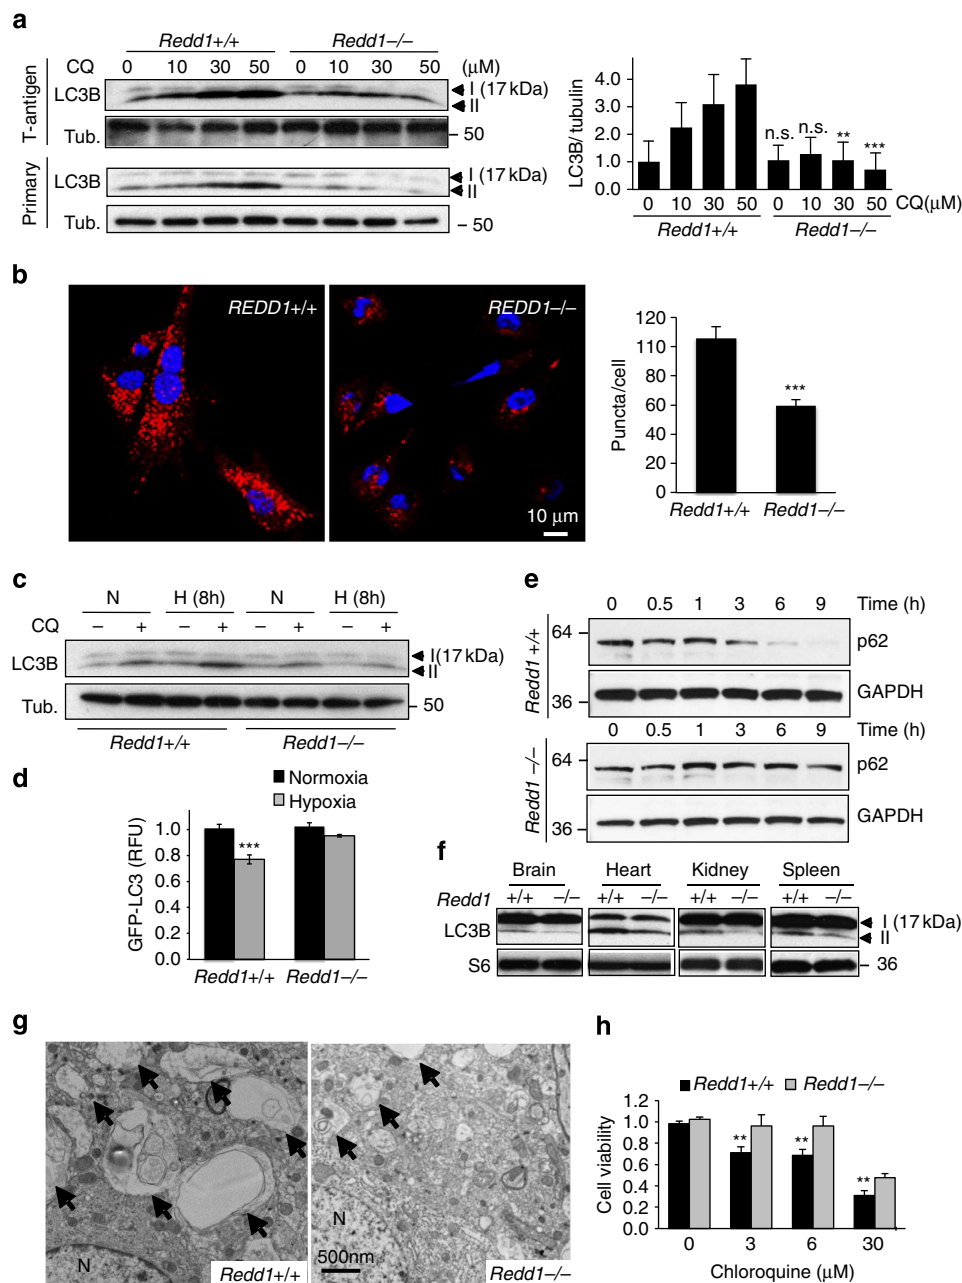 a
Redd1+/+ Redd1–/–
CQ 0 10 30 50 0 10 30 50 (μM)
T-antigen
LC3B I (17 kDa)
II
Tub. 50
Primary
LC3B I (17 kDa)
II
Tub. 50
LC3B/ tubulin
4.0
3.0
2.0
1.0
0.0
n.s. n.s. ** ***
0 10 30 50 0 10 30 50 CQ(μM)
Redd1+/+ Redd1–/–
b
REDD1+/+ REDD1–/–
10 μm
Puncta/cell
120
100
80
60
40
20
0
***
Redd1+/+ Redd1–/–
c
N H (8h) N H (8h)
CQ – + – + – + – +
LC3B I(17 kDa)
II
Tub. 50
Redd1+/+ Redd1–/–
d
Normoxia
Hypoxia
GFP-LC3 (RFU)
1.0
0.8
0.6
0.4
0.2
0.0
***
Redd1+/+ Redd1–/–
e
0 0.5 1 3 6 9 Time (h)
Redd1 +/+
64 p62
36 GAPDH
0 0.5 1 3 6 9 Time (h)
Redd1 –/–
64 p62
36 GAPDH
f
Brain Heart Kidney Spleen
Redd1 +/+ –/– +/+ –/– +/+ –/– +/+ –/–
LC3B I (17 kDa)
II
S6 36
g
N
Redd1+/+
N
500nm
Redd1–/–
h
Redd1+/+ Redd1–/–
Cell viability
1.2
1.0
0.8
0.6
0.4
0.2
0.0
** ** **
0 3 6 30
Chloroquine (μM)